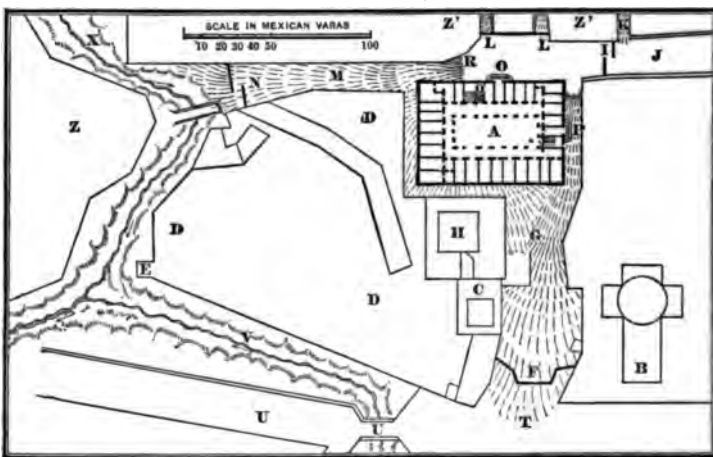 SCALE IN MEXICAN VARAS
Z' Z' K
X
10 20 30 40 50 100
L L I J
R O
N M
Z D A P
H G
D
E D C
V F B
U U T